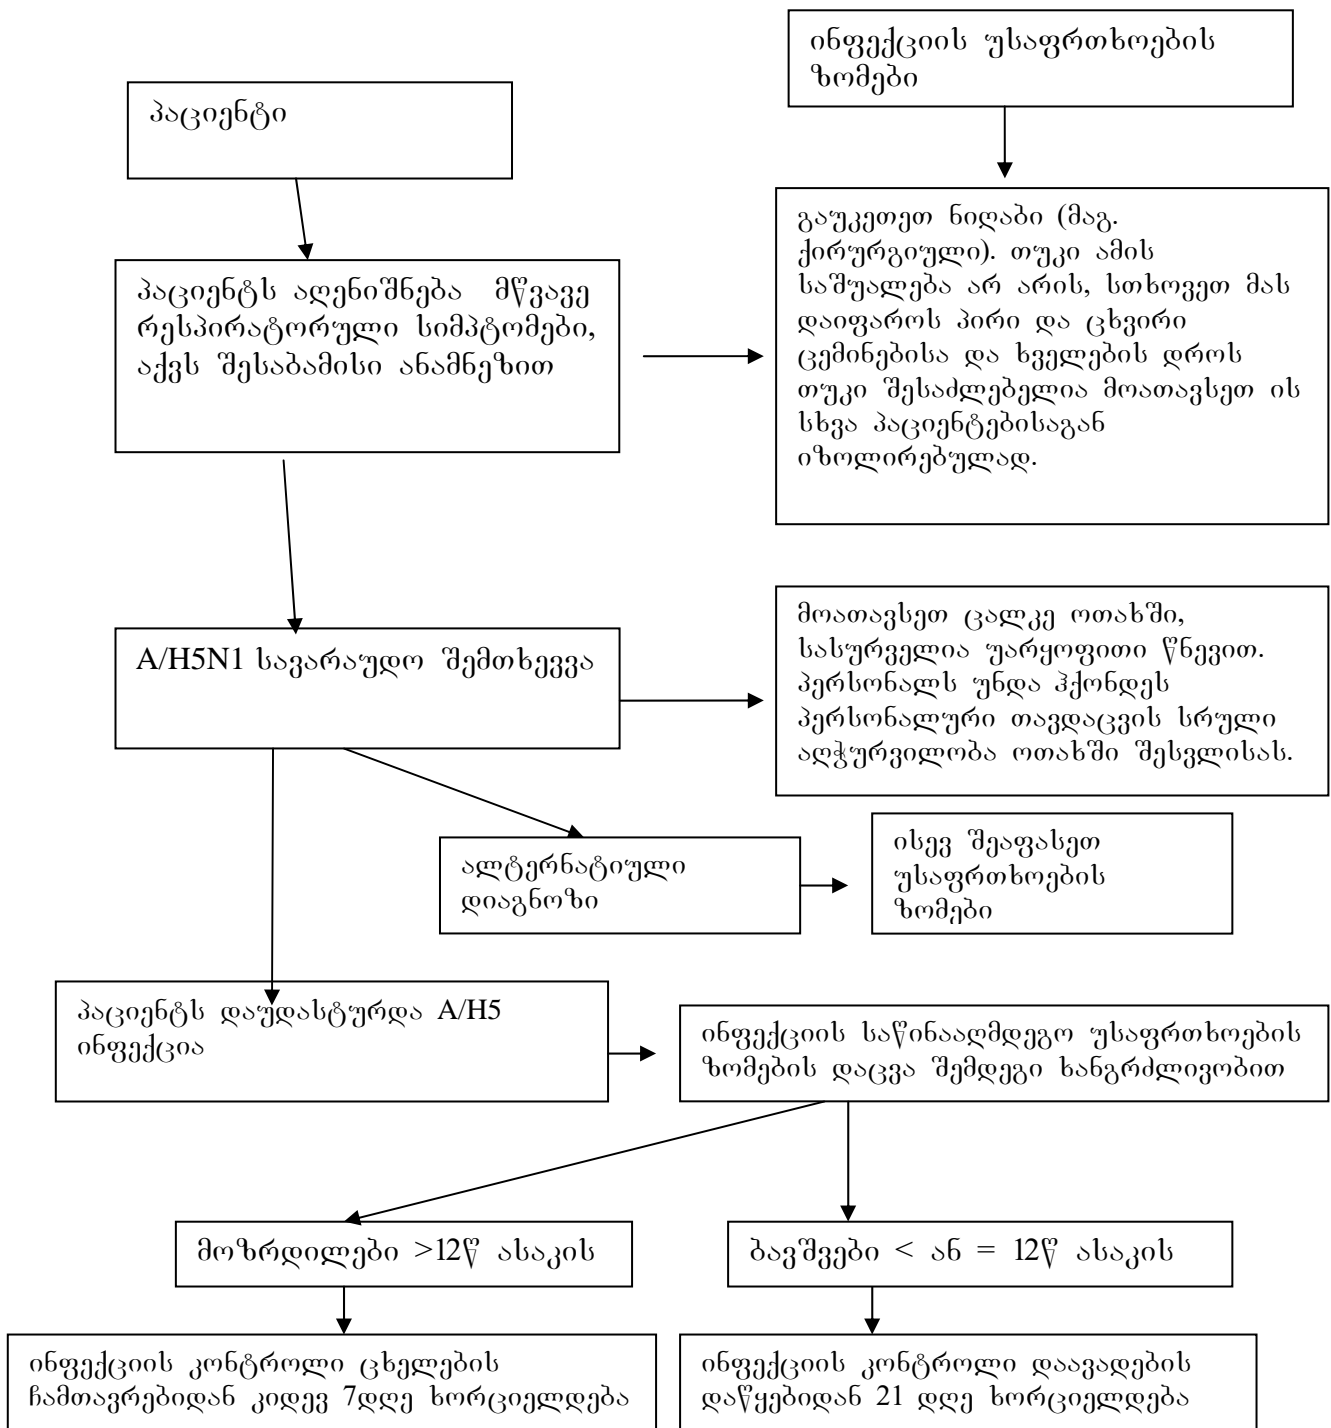 ინფექციის უსაფრთხოების
ზომები
პაციენტი
გაუკეთეთ ნიღაბი (მაგ.
ქირურგიული). თუკი ამის
საშუალება არ არის, სთხოვეთ მას
დაიფაროს პირი და ცხვირი
ცემინებისა და ხველების დროს
თუკი შესაძლებელია მოათავსეთ ის
სხვა პაციენტებისაგან
იზოლირებულად.
პაციენტს აღენიშნება მწვავე
რესპირატორული სიმპტომები,
აქვს შესაბამისი ანამნეზით
მოათავსეთ ცალკე ოთახში,
სასურველია უარყოფითი წნევით.
პერსონალს უნდა ჰქონდეს
პერსონალური თავდაცვის სრული
აღჭურვილობა ოთახში შესვლისას.
A/H5N1 სავარაუდო შემთხევვა
ალტერნატიული
დიაგნოზი
ისევ შეაფასეთ
უსაფრთხოების
ზომები
პაციენტს დაუდასტურდა A/H5
ინფექცია
ინფექციის საწინააღმდეგო უსაფრთხოების
ზომების დაცვა შემდეგი ხანგრძლივობით
მოზრდილები >12წ ასაკის
ბავშვები < ან = 12წ ასაკის
ინფექციის კონტროლი ცხელების
ჩამთავრებიდან კიდევ 7დღე ხორციელდება
ინფექციის კონტროლი დაავადების
დაწყებიდან 21 დღე ხორციელდება